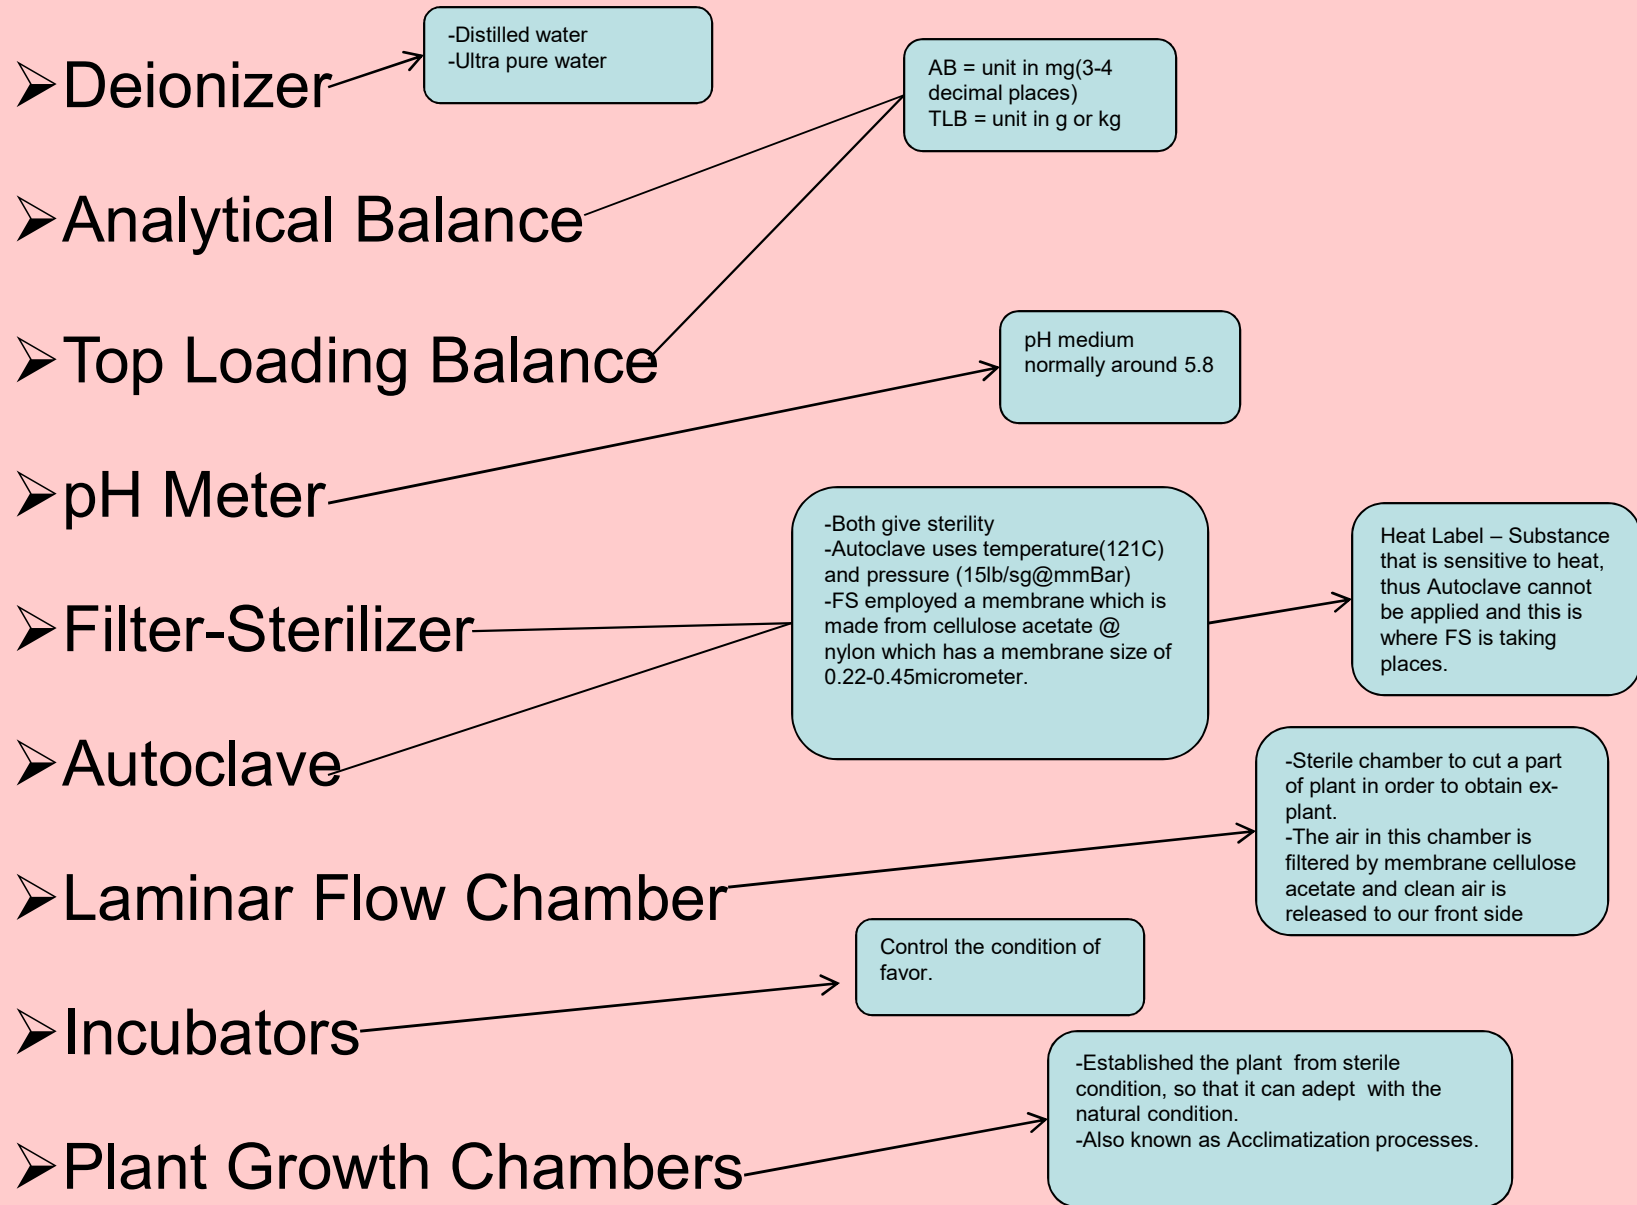 ➢Deionizer
-Distilled water
-Ultra pure water
➢Analytical Balance
AB = unit in mg(3-4
decimal places)
TLB = unit in g or kg
➢Top Loading Balance
➢pH Meter
pH medium
normally around 5.8
➢Filter-Sterilizer
-Both give sterility
-Autoclave uses temperature(121C)
and pressure (15lb/sg@mmBar)
-FS employed a membrane which is
made from cellulose acetate @
nylon which has a membrane size of
0.22-0.45micrometer.
Heat Label – Substance
that is sensitive to heat,
thus Autoclave cannot
be applied and this is
where FS is taking
places.
➢Autoclave
➢Laminar Flow Chamber
-Sterile chamber to cut a part
of plant in order to obtain ex-
plant.
-The air in this chamber is
filtered by membrane cellulose
acetate and clean air is
released to our front side
➢Incubators
Control the condition of
favor.
➢Plant Growth Chambers
-Established the plant  from sterile
condition, so that it can adept  with the
natural condition.
-Also known as Acclimatization processes.